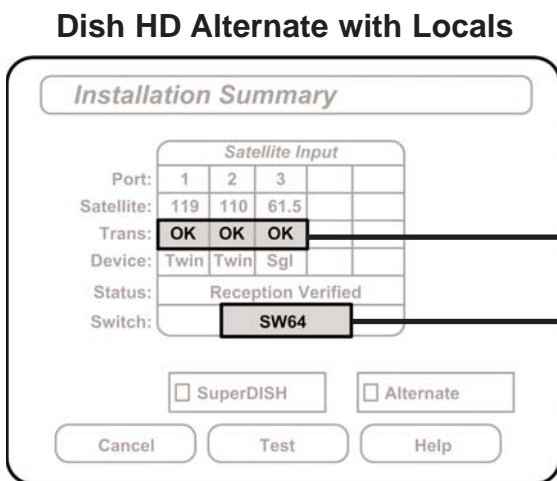 Dish HD Alternate with Locals
Installation Summary
Satellite Input
Port: 1 2 3
Satellite: 119 110 61.5
Trans: OK OK OK
Device: Twin Twin Sgl
Status: Reception Verified
Switch: SW64
SuperDISH Alternate
Cancel Test Help